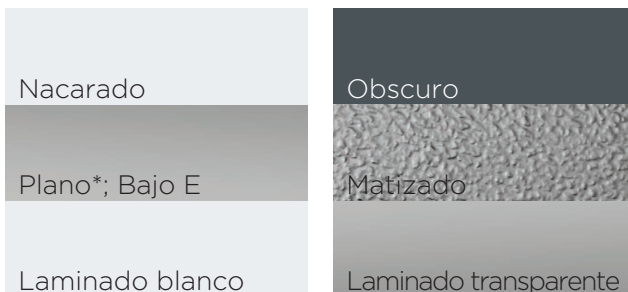 Nacarado
Obscuro
Plano*; Bajo E
Matizado
Laminado blanco
Laminado transparente